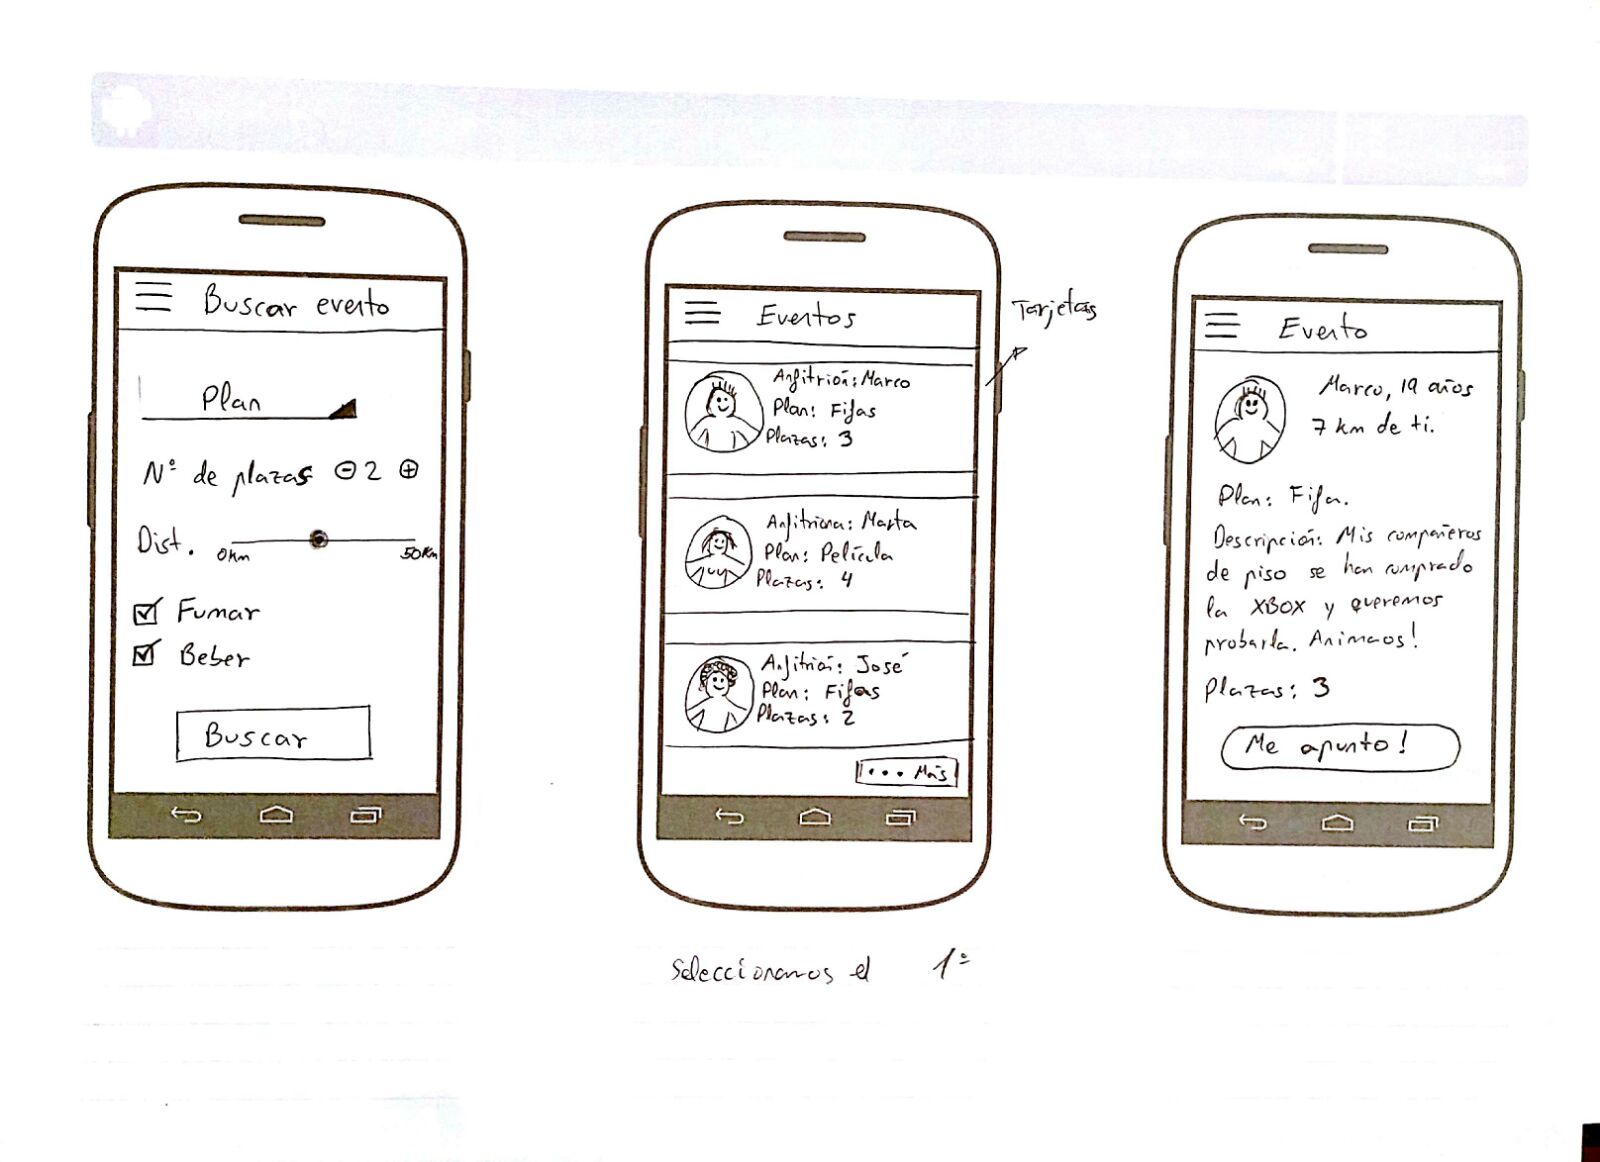 Buscar evento
Plan
Nº de plazas ⊖ 2 ⊕
Dist. 0Km 50Km
Fumar
Beber
Buscar
Eventos
Anfitrión: Marco
Plan: Fifas
Plazas: 3
Anfitriona: Marta
Plan: Película
Plazas: 4
Anfitrión: José
Plan: Fifas
Plazas: 2
... Más
Tarjetas
Seleccionamos el 1º
Evento
Marco, 19 años
7 km de ti.
Plan: Fifa.
Descripción: Mis compañeros
de piso se han comprado
la XBOX y queremos
probarla. Animaos!
Plazas: 3
Me apunto!